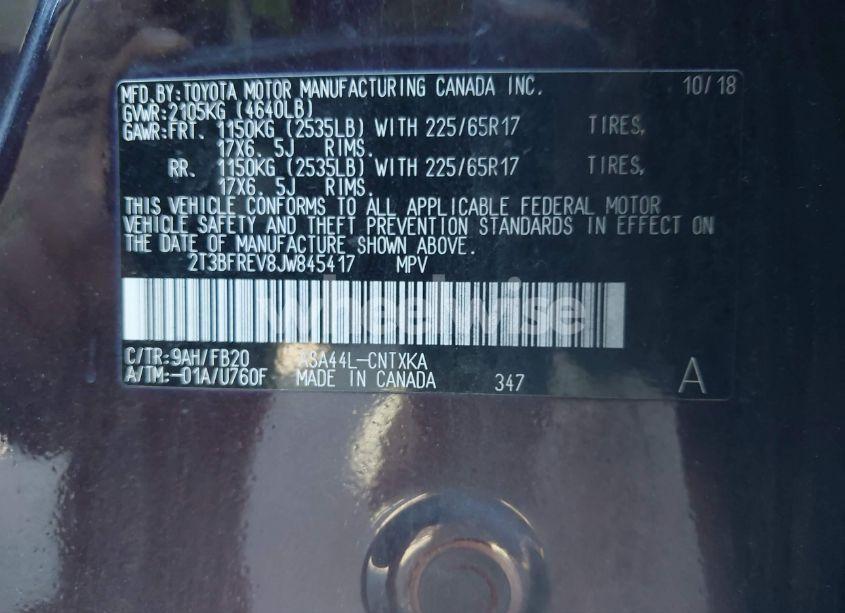 MFD. BY: TOYOTA MOTOR MANUFACTURING CANADA INC. 10/18
GVWR: 2105KG (4640LB)
GAWR: FRT. 1150KG (2535LB) WITH 225/65R17 TIRES,
17X6. 5J RIMS.
RR. 1150KG (2535LB) WITH 225/65R17 TIRES,
17X6. 5J RIMS.
THIS VEHICLE CONFORMS TO ALL APPLICABLE FEDERAL MOTOR
VEHICLE SAFETY AND THEFT PREVENTION STANDARDS IN EFFECT ON
THE DATE OF MANUFACTURE SHOWN ABOVE.
2T3BFREV8JW845417 MPV
wheelwise
C/TR: 9AH/FB20 ASA44L-CNTXKA
A/TM: -01A/U760F MADE IN CANADA 347 A